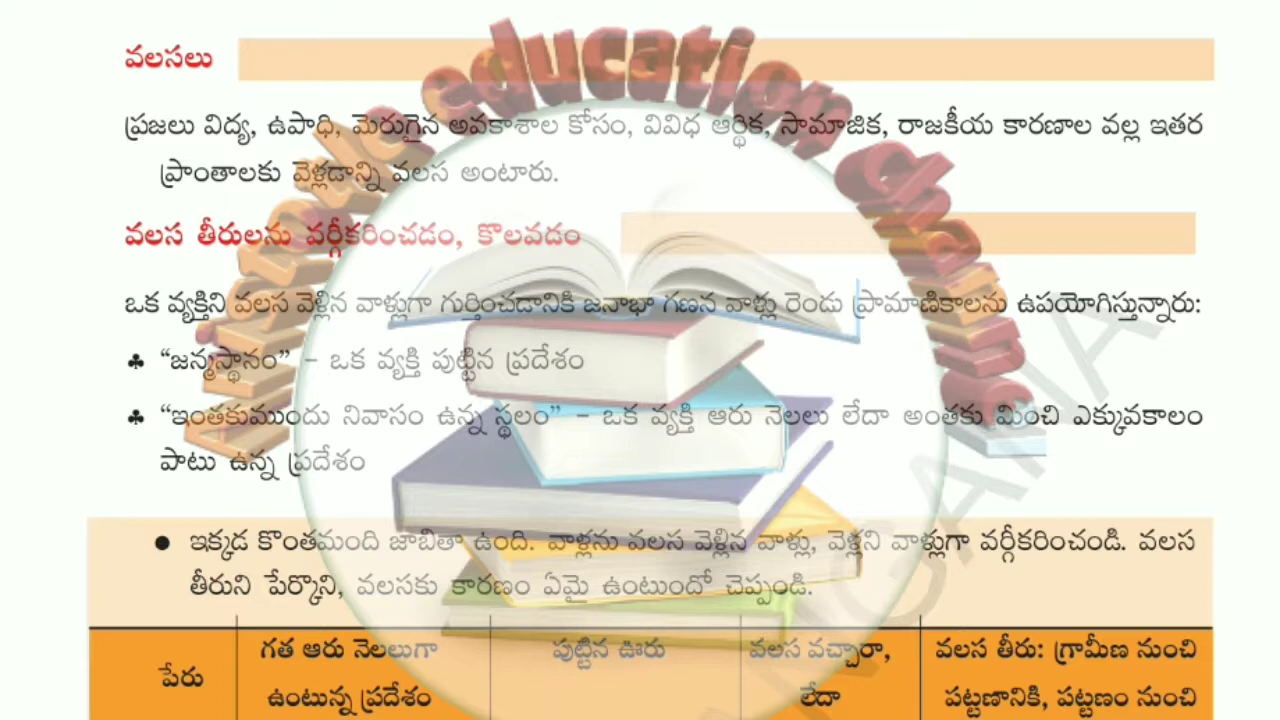 వలసలు
ప్రజలు విద్య, ఉపాధి, మెరుగైన అవకాశాల కోసం, వివిధ ఆర్థిక, సామాజిక, రాజకీయ కారణాల వల్ల ఇతర
ప్రాంతాలకు వెళ్లడాన్ని వలస అంటారు.
వలస తీరులను వర్గీకరించడం, కొలవడం
ఒక వ్యక్తిని వలస వెళ్లిన వాళ్లుగా గుర్తించడానికి జనాభా గణన వాళ్లు రెండు ప్రామాణికాలను ఉపయోగిస్తున్నారు:
♣ “జన్మస్థానం” – ఒక వ్యక్తి పుట్టిన ప్రదేశం
♣ “ఇంతకుముందు నివాసం ఉన్న స్థలం” – ఒక వ్యక్తి ఆరు నెలలు లేదా అంతకు మించి ఎక్కువకాలం
పాటు ఉన్న ప్రదేశం
● ఇక్కడ కొంతమంది జాబితా ఉంది. వాళ్లను వలస వెళ్లిన వాళ్లు, వెళ్లని వాళ్లుగా వర్గీకరించండి. వలస
తీరుని పేర్కొని, వలసకు కారణం ఏమై ఉంటుందో చెప్పండి.
పేరు
గత ఆరు నెలలుగా
ఉంటున్న ప్రదేశం
పుట్టిన ఊరు
వలస వచ్చారా,
లేదా
వలస తీరు: గ్రామీణ నుంచి
పట్టణానికి, పట్టణం నుంచి
education